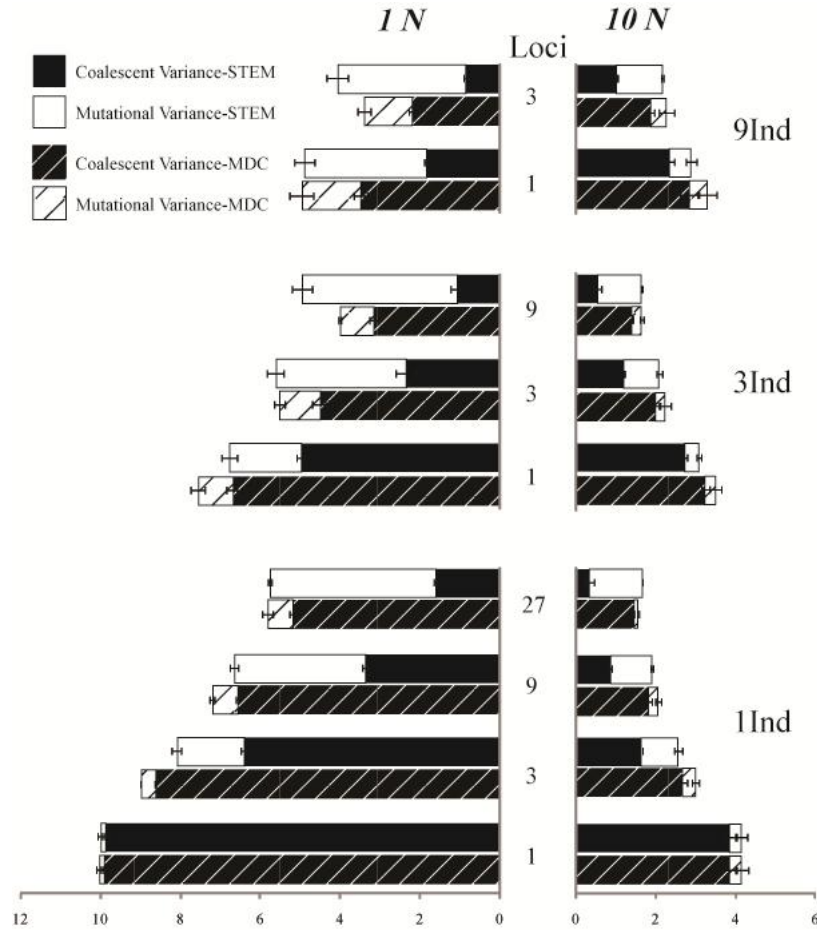 1 N
10 N
Loci
Coalescent Variance-STEM
Mutational Variance-STEM
Coalescent Variance-MDC
Mutational Variance-MDC
3
1
9Ind
9
3
1
3Ind
27
9
3
1
1Ind
12 10 8 6 4 2 0 0 2 4 6